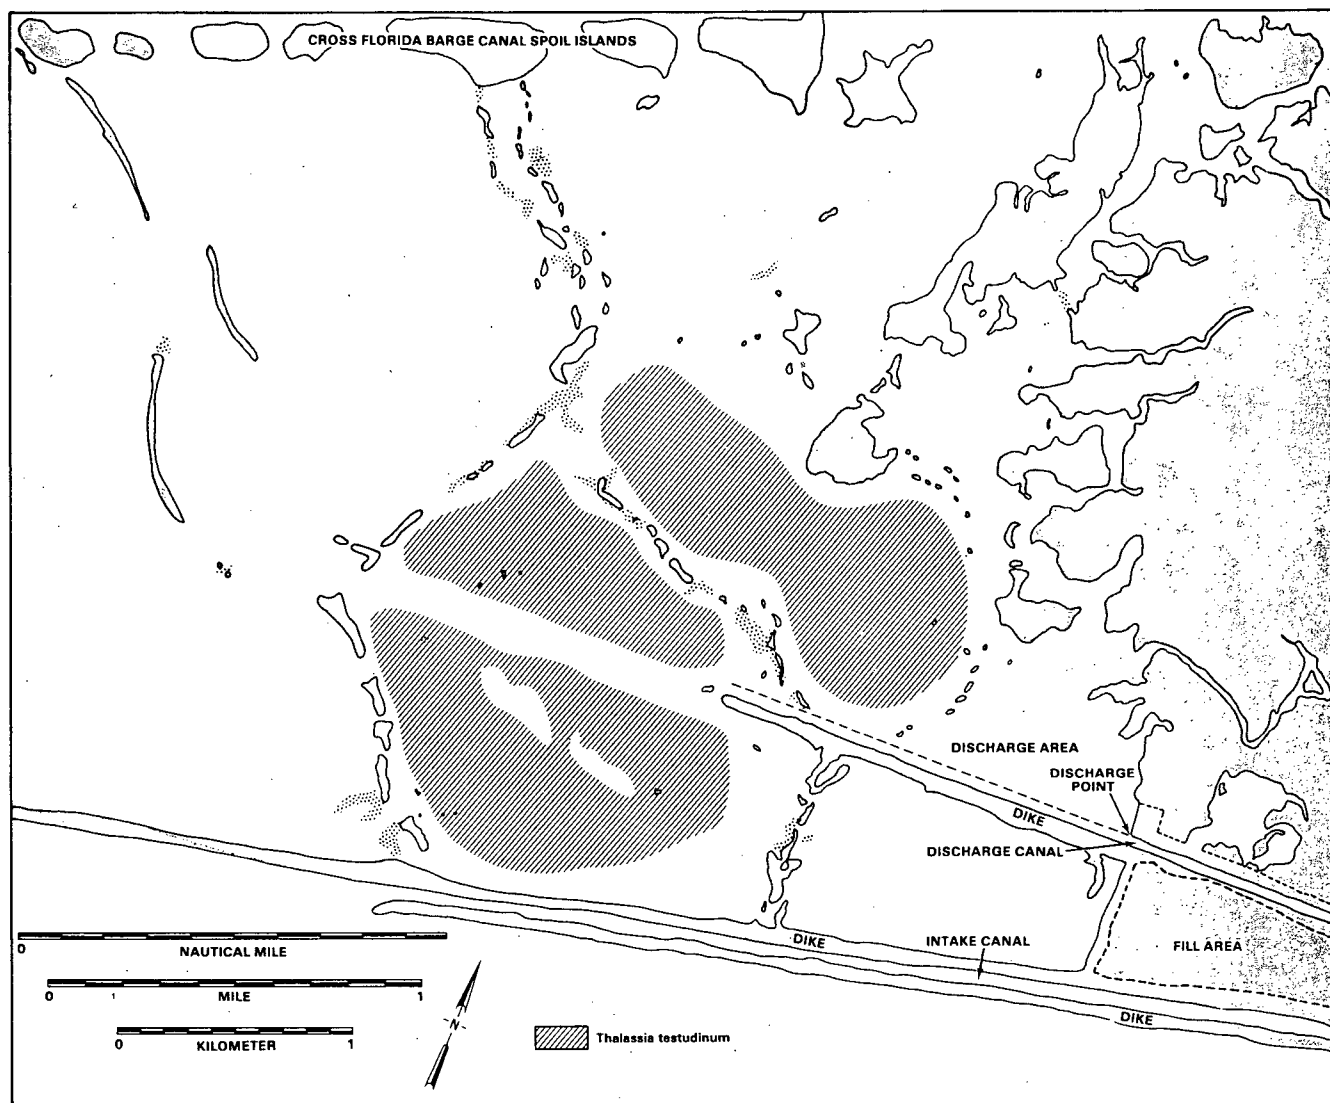 CROSS FLORIDA BARGE CANAL SPOIL ISLANDS
DISCHARGE AREA
DISCHARGE
POINT
DIKE
DISCHARGE CANAL
DIKE
INTAKE CANAL
FILL AREA
DIKE
0
NAUTICAL MILE
0 1 1
MILE
0 1
KILOMETER
N
Thalassia testudinum